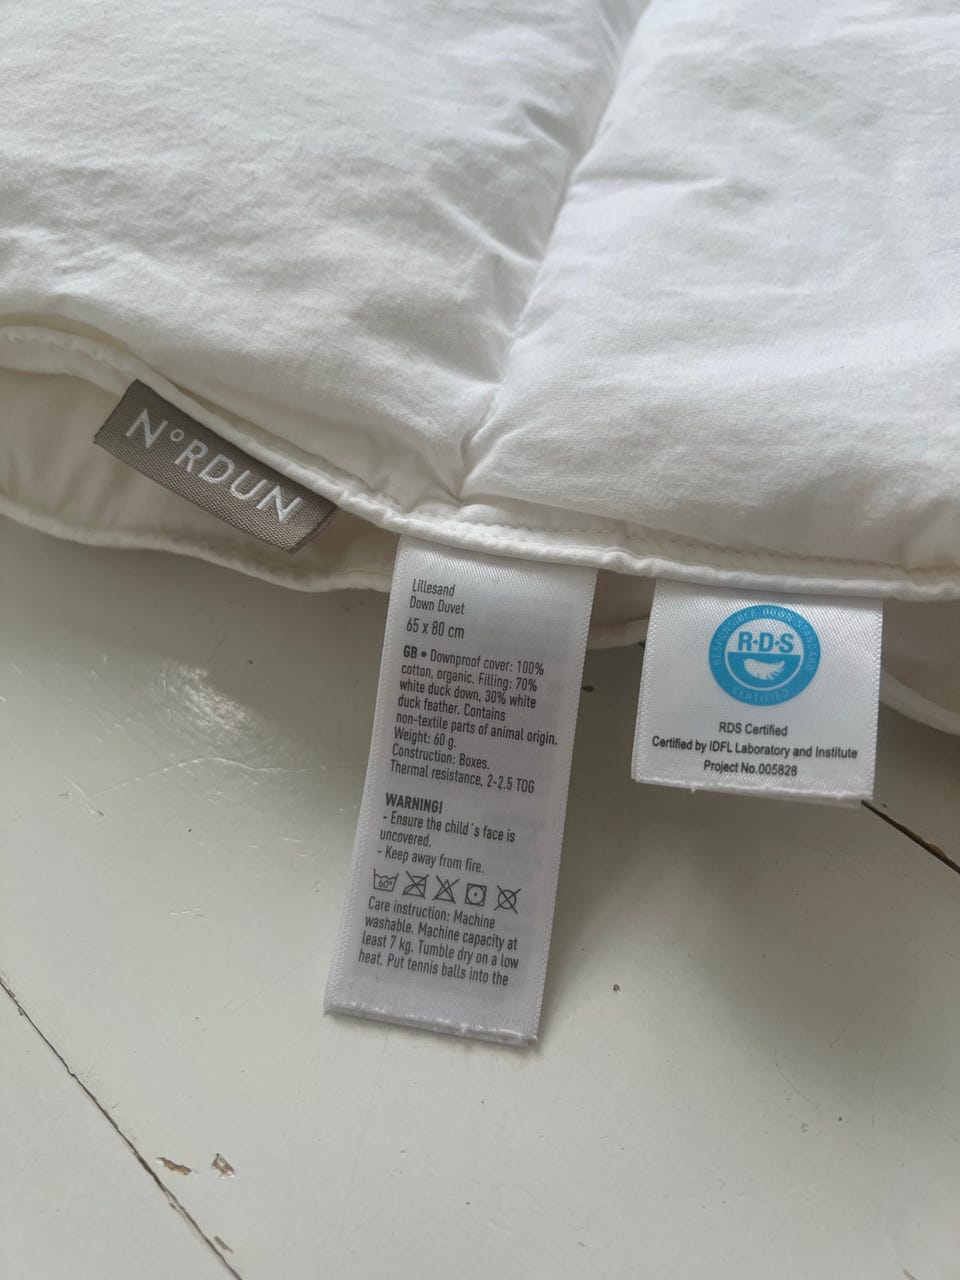 N°RDUN
Lillesand
Down Duvet
65 x 80 cm
GB • Downproof cover: 100%
cotton, organic. Filling: 70%
white duck down, 30% white
duck feather. Contains
non-textile parts of animal origin.
Weight: 60 g.
Construction: Boxes.
Thermal resistance, 2-2.5 TOG
WARNING!
- Ensure the child´s face is
uncovered.
- Keep away from fire.
60°
Care instruction: Machine
washable. Machine capacity at
least 7 kg. Tumble dry on a low
heat. Put tennis balls into the
RESPONSIBLE DOWN STANDARD
R·D·S
CERTIFIED
RDS Certified
Certified by IDFL Laboratory and Institute
Project No.005828